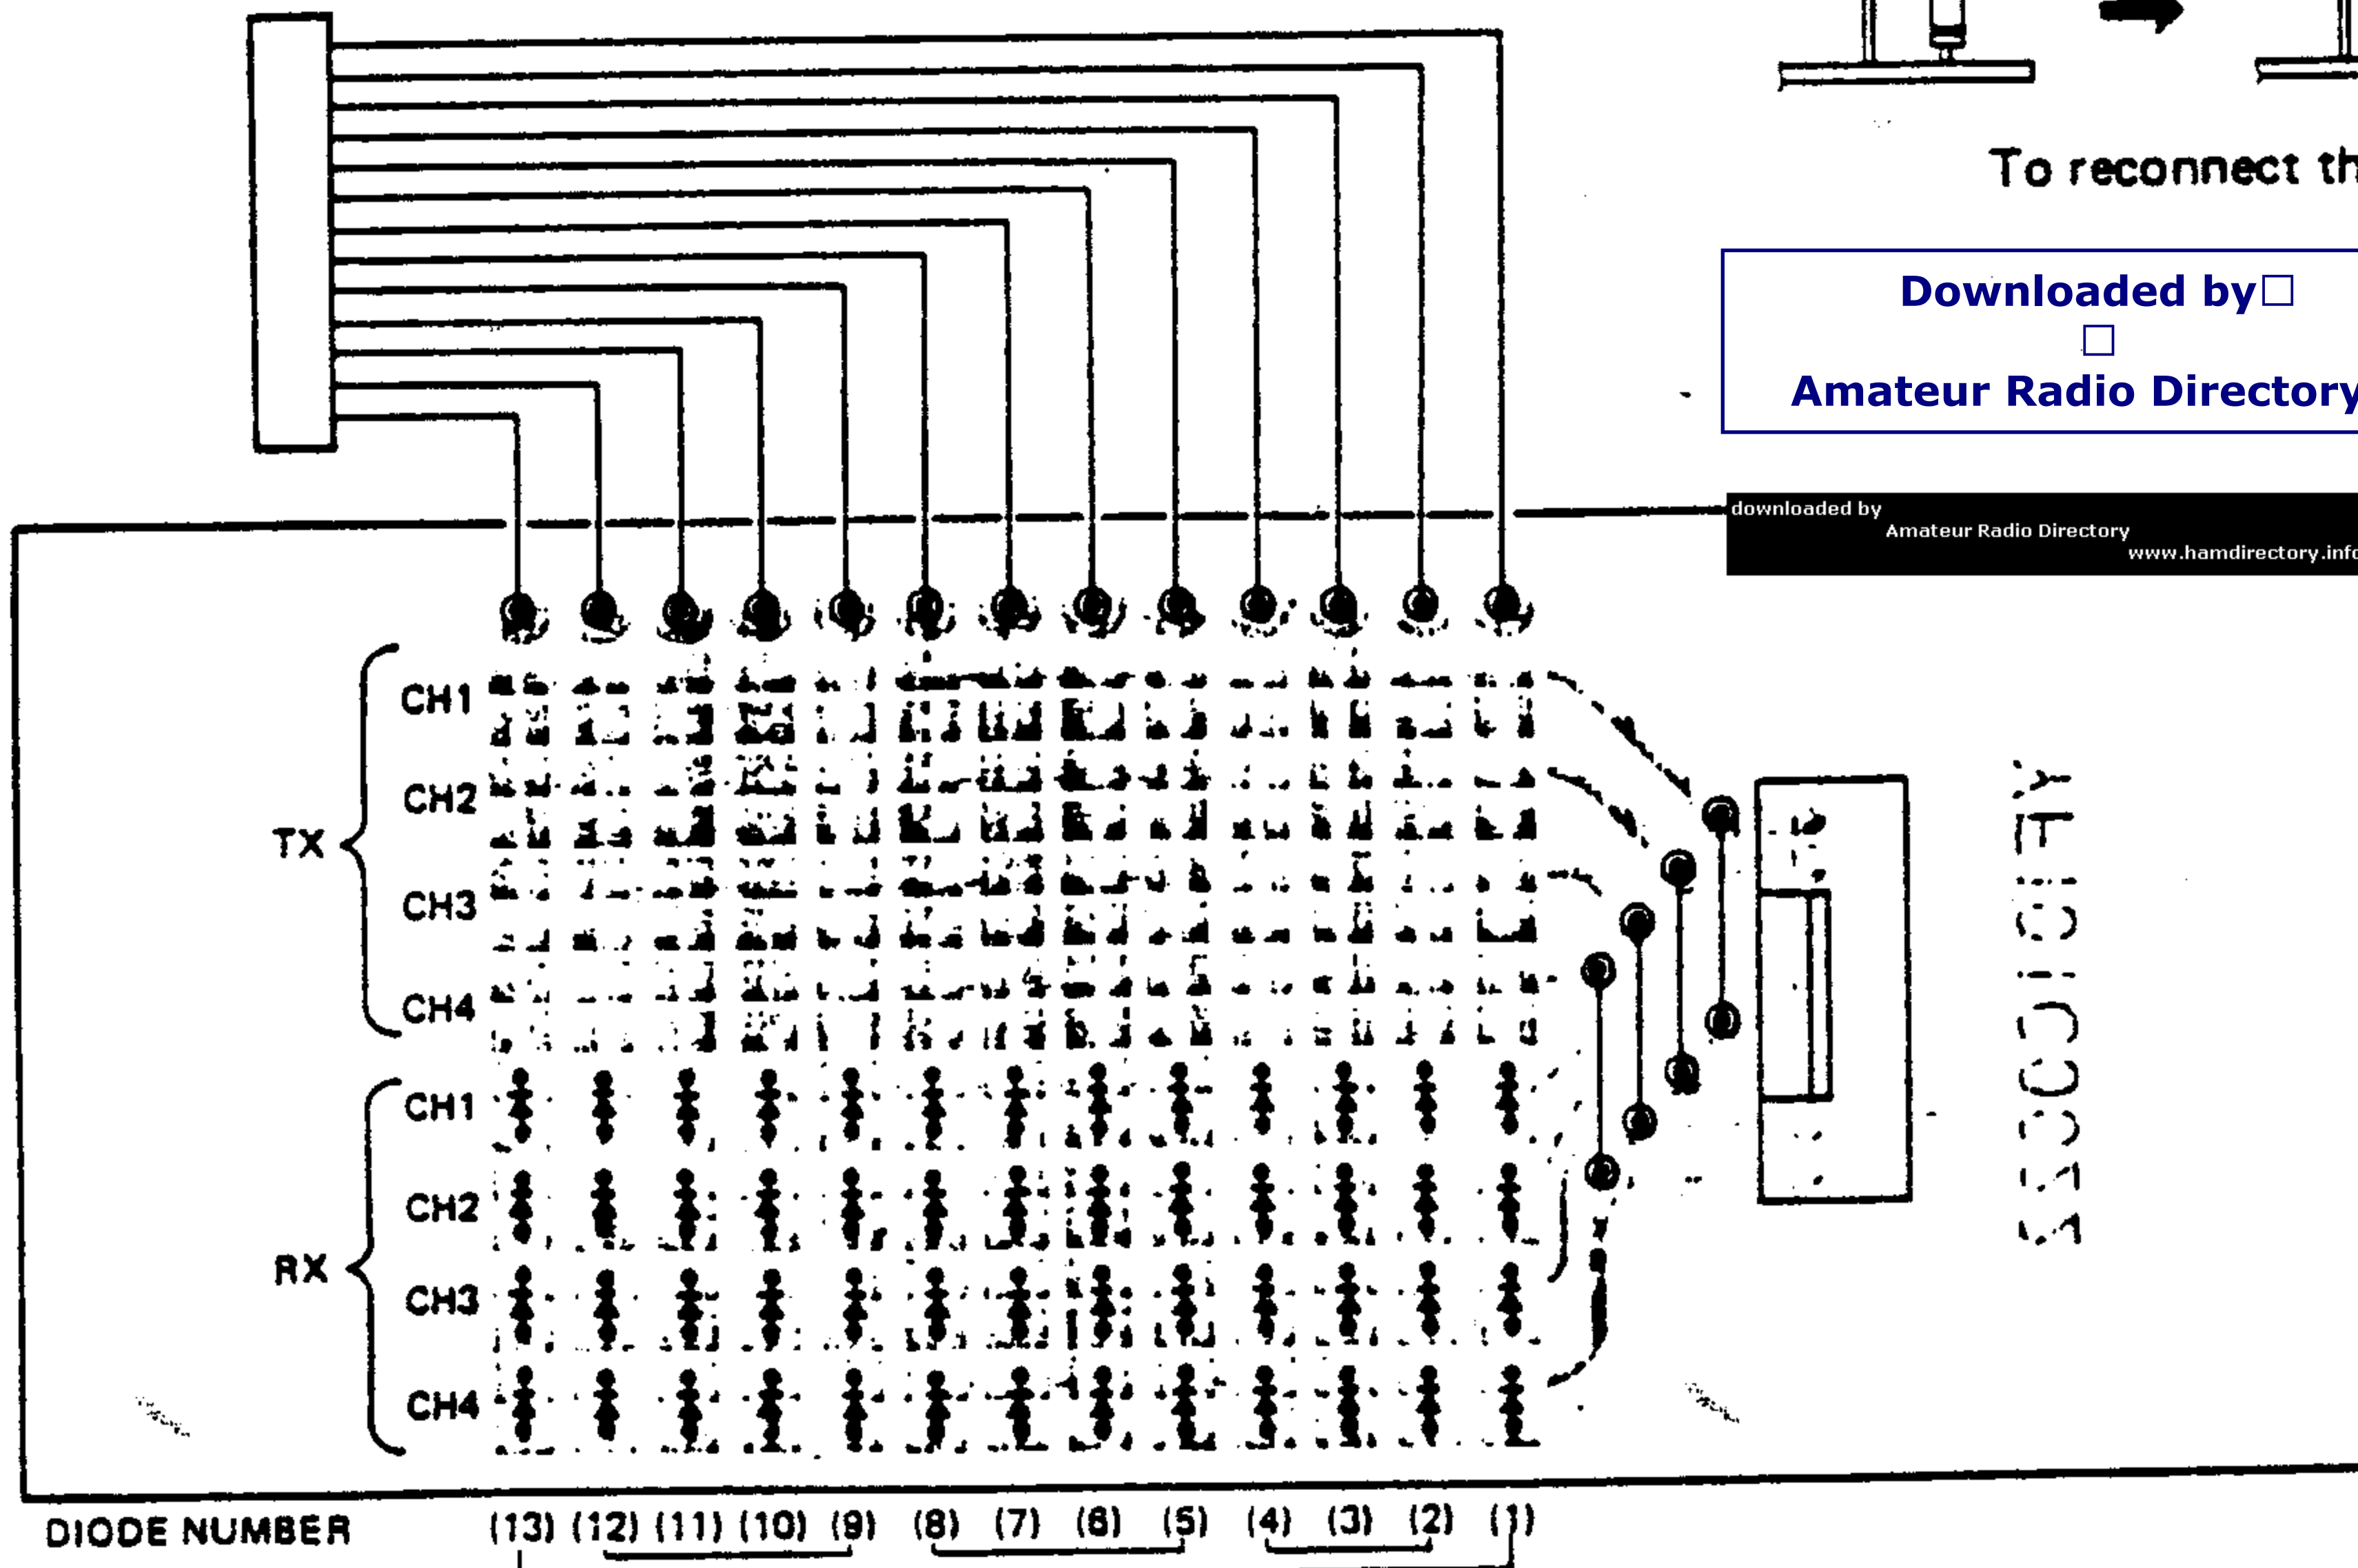 To reconnect th
Downloaded by□
□
Amateur Radio Directory
downloaded by
Amateur Radio Directory
www.hamdirectory.info
TX
CH1
CH2
CH3
CH4
RX
CH1
CH2
CH3
CH4
DIODE NUMBER (13) (12) (11) (10) (9) (8) (7) (6) (5) (4) (3) (2) (1)